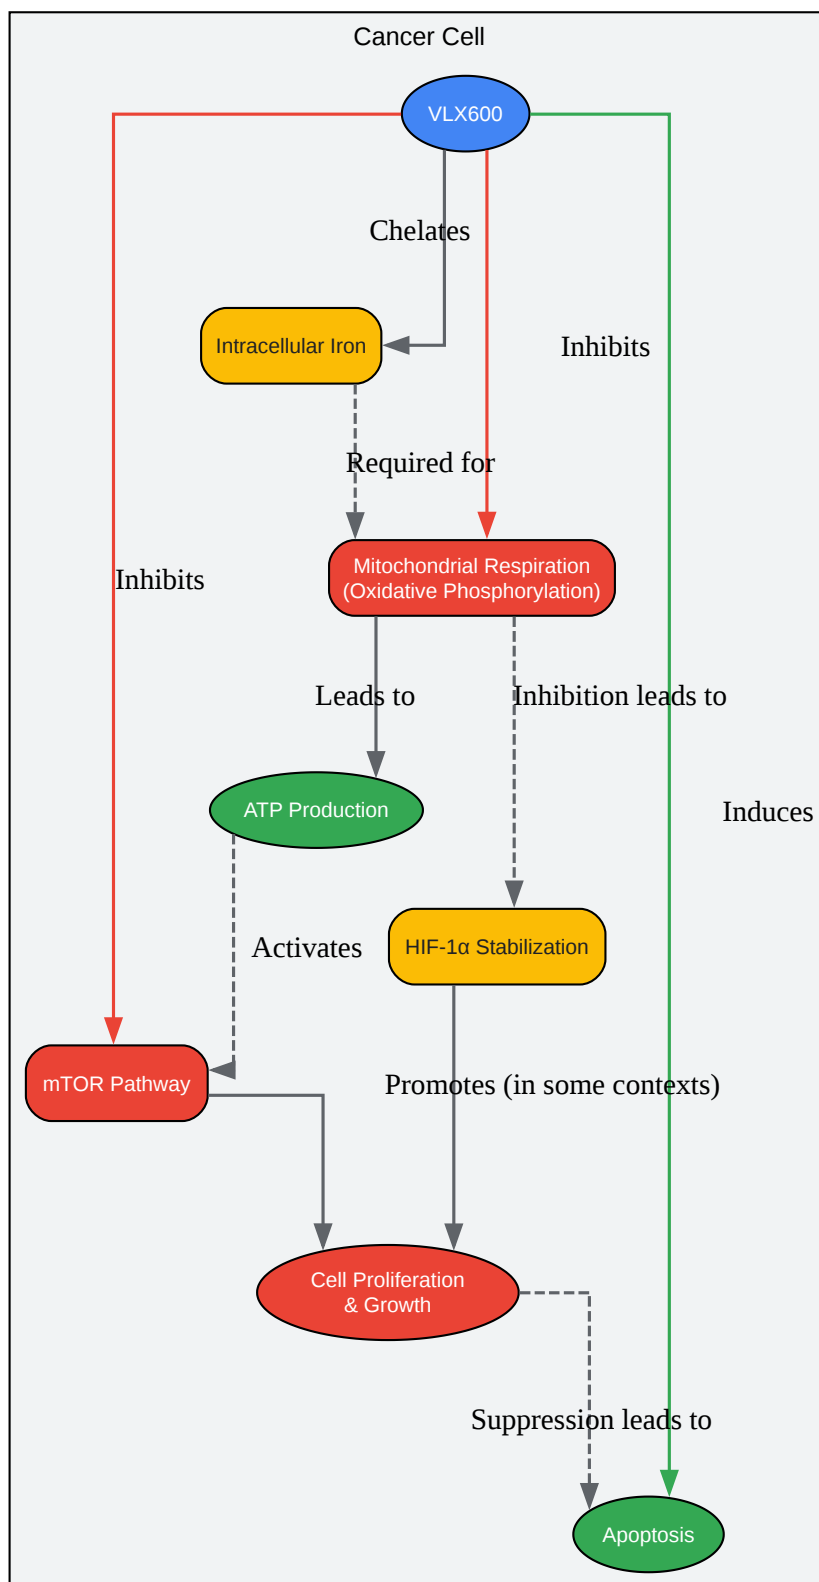 Cancer Cell
VLX600
Chelates
Intracellular Iron
Inhibits
Required for
Mitochondrial Respiration
(Oxidative Phosphorylation)
Inhibits
Leads to
Inhibition leads to
ATP Production
Induces
Activates
HIF-1α Stabilization
mTOR Pathway
Promotes (in some contexts)
Cell Proliferation
& Growth
Suppression leads to
Apoptosis